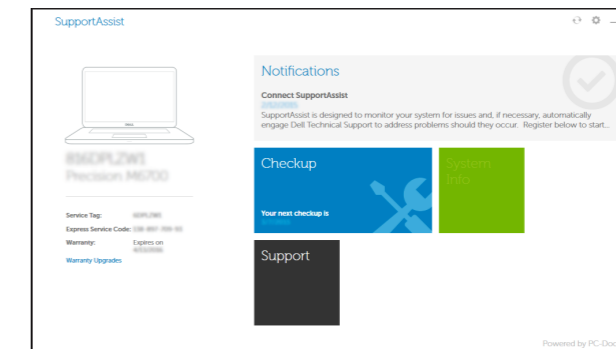 SupportAssist
Notifications
Connect SupportAssist
SupportAssist is designed to monitor your system for issues and, if necessary, automatically
engage Dell Technical Support to address problems should they occur. Register below to start...
Precision M6700
Checkup
System
Info
Your next checkup is
Service Tag:
Express Service Code:
Warranty: Expires on
Warranty Upgrades
Support
Powered by PC-Doc